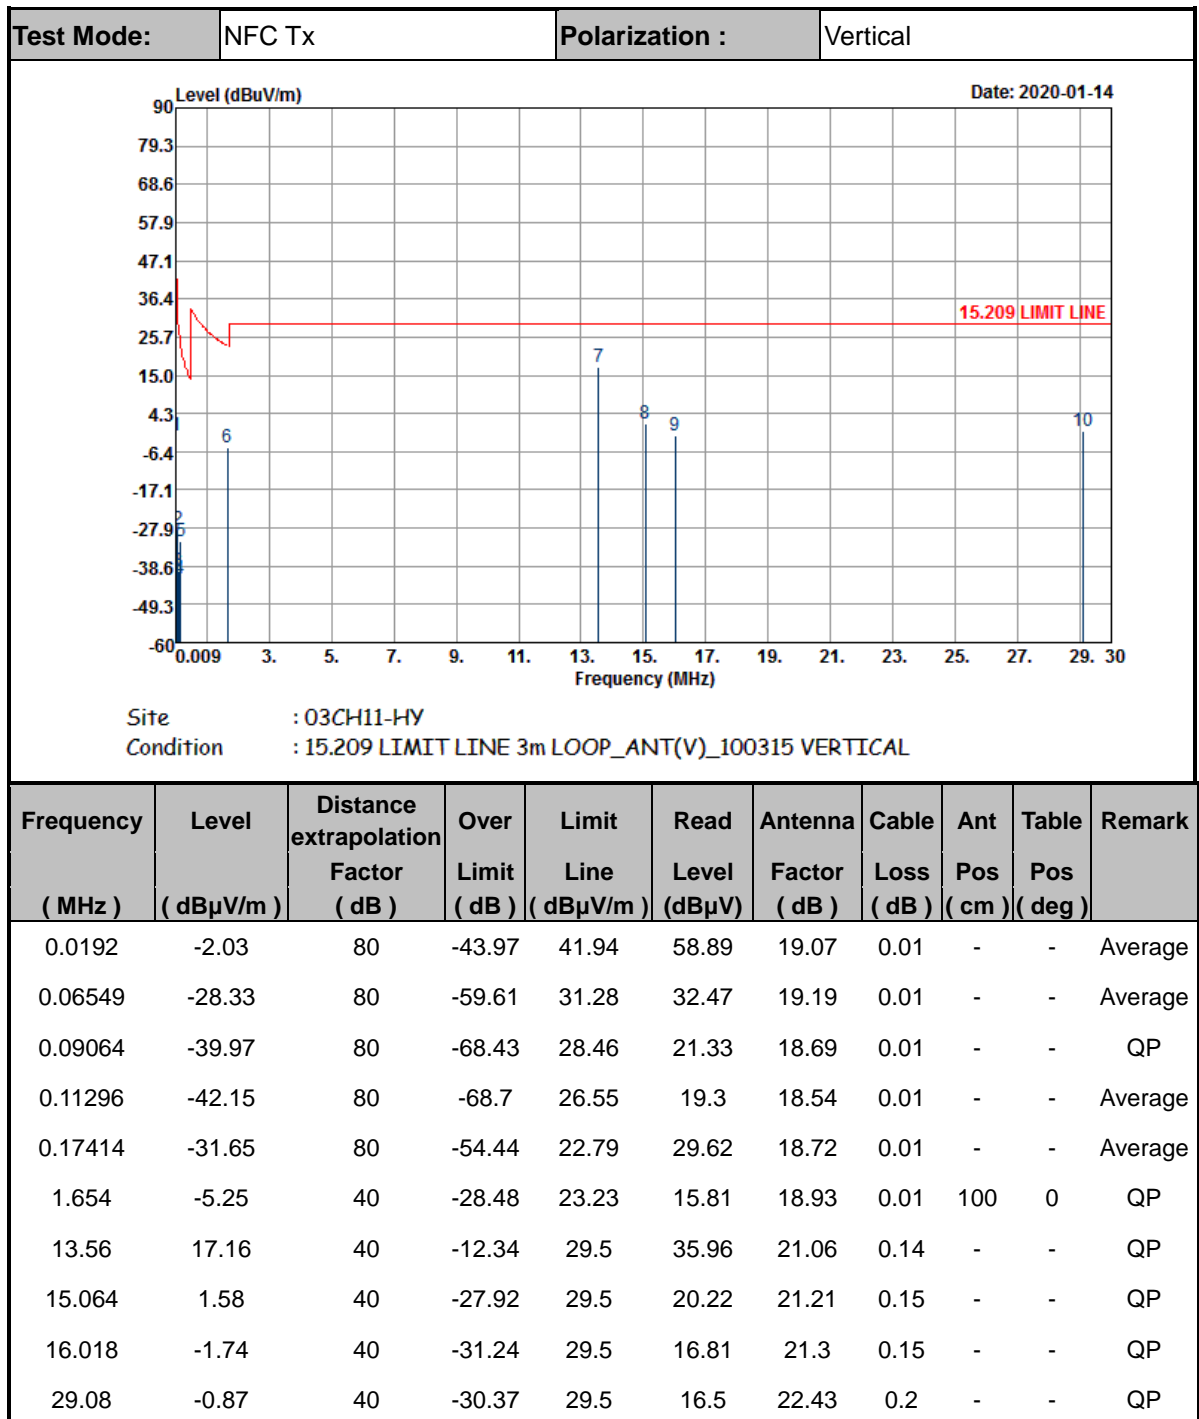 Test Mode: NFC Tx Polarization : Vertical
Level (dBuV/m) Date: 2020-01-14
90
79.3
68.6
57.9
47.1
36.4
15.209 LIMIT LINE
25.7
7
15.0
4.3
8
1 9 10
6
-6.4
-17.1
2
-27.9
5
-38.6
-49.3
-60
0.009 3. 5. 7. 9. 11. 13. 15. 17. 19. 21. 23. 25. 27. 29. 30
Frequency (MHz)
Site : 03CH11-HY
Condition : 15.209 LIMIT LINE 3m LOOP_ANT(V)_100315 VERTICAL
Frequency Level Distance extrapolation Over Limit Read Antenna Cable Ant Table Remark
Factor Limit Line Level Factor Loss Pos Pos
( MHz ) ( dBµV/m ) ( dB ) ( dB ) ( dBµV/m ) (dBµV) ( dB ) ( dB ) ( cm ) ( deg )
0.0192 -2.03 80 -43.97 41.94 58.89 19.07 0.01 - - Average
0.06549 -28.33 80 -59.61 31.28 32.47 19.19 0.01 - - Average
0.09064 -39.97 80 -68.43 28.46 21.33 18.69 0.01 - - QP
0.11296 -42.15 80 -68.7 26.55 19.3 18.54 0.01 - - Average
0.17414 -31.65 80 -54.44 22.79 29.62 18.72 0.01 - - Average
1.654 -5.25 40 -28.48 23.23 15.81 18.93 0.01 100 0 QP
13.56 17.16 40 -12.34 29.5 35.96 21.06 0.14 - - QP
15.064 1.58 40 -27.92 29.5 20.22 21.21 0.15 - - QP
16.018 -1.74 40 -31.24 29.5 16.81 21.3 0.15 - - QP
29.08 -0.87 40 -30.37 29.5 16.5 22.43 0.2 - - QP